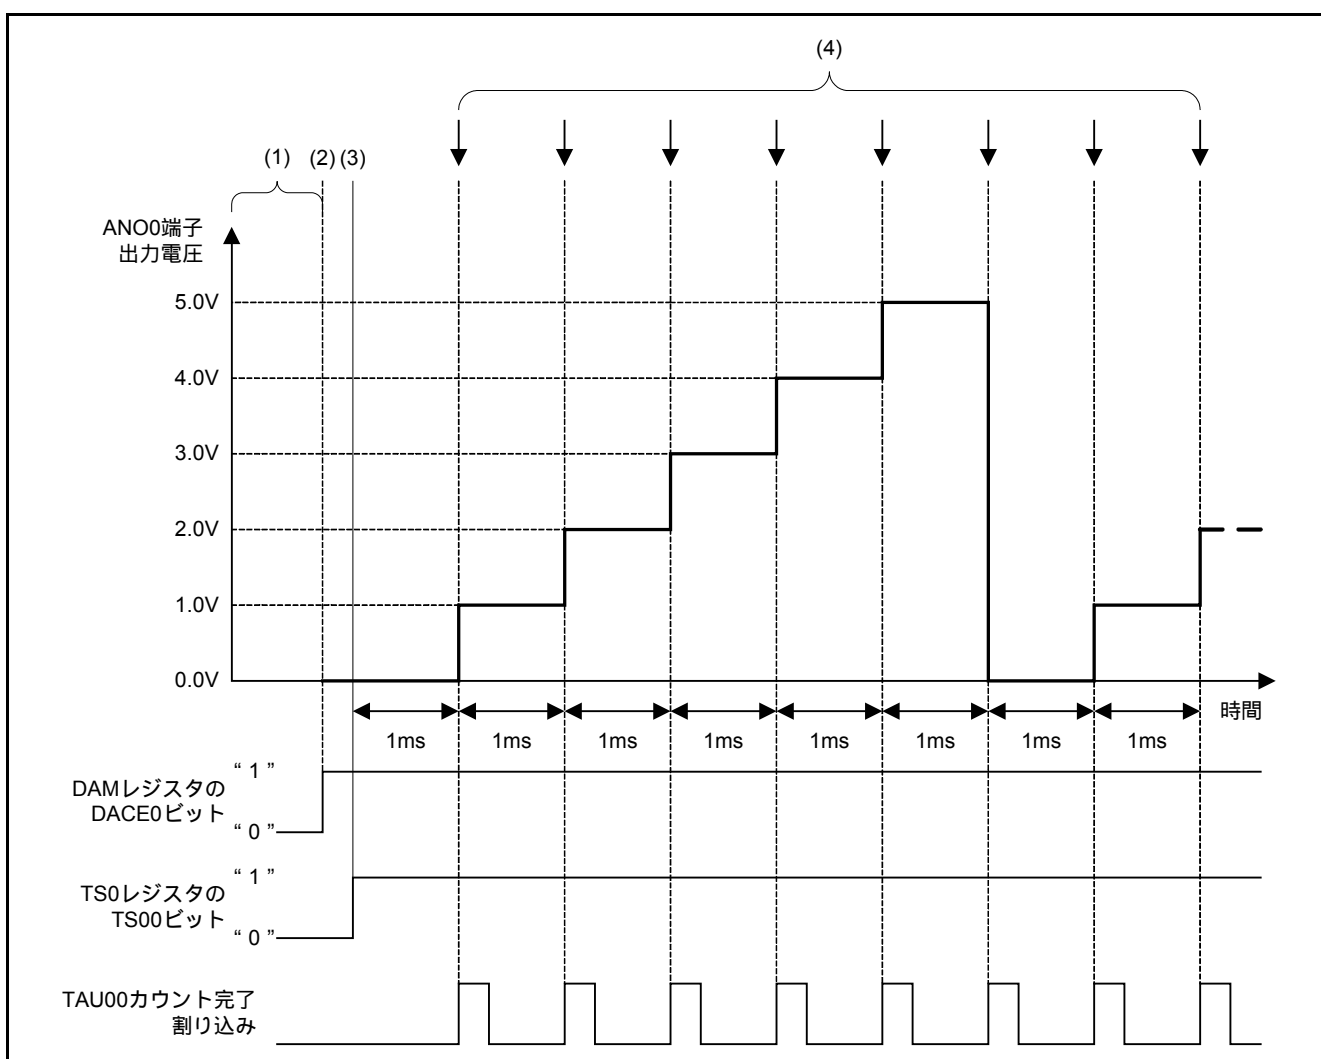 (4)
(1) (2) (3)
ANO0端子
出力電圧
5.0V
4.0V
3.0V
2.0V
1.0V
0.0V
時間
1ms 1ms 1ms 1ms 1ms 1ms 1ms 1ms
“ 1 ”
DAMレジスタの
DACE0ビット
“ 0 ”
“ 1 ”
TS0レジスタの
TS00ビット
“ 0 ”
TAU00カウント完了
割り込み